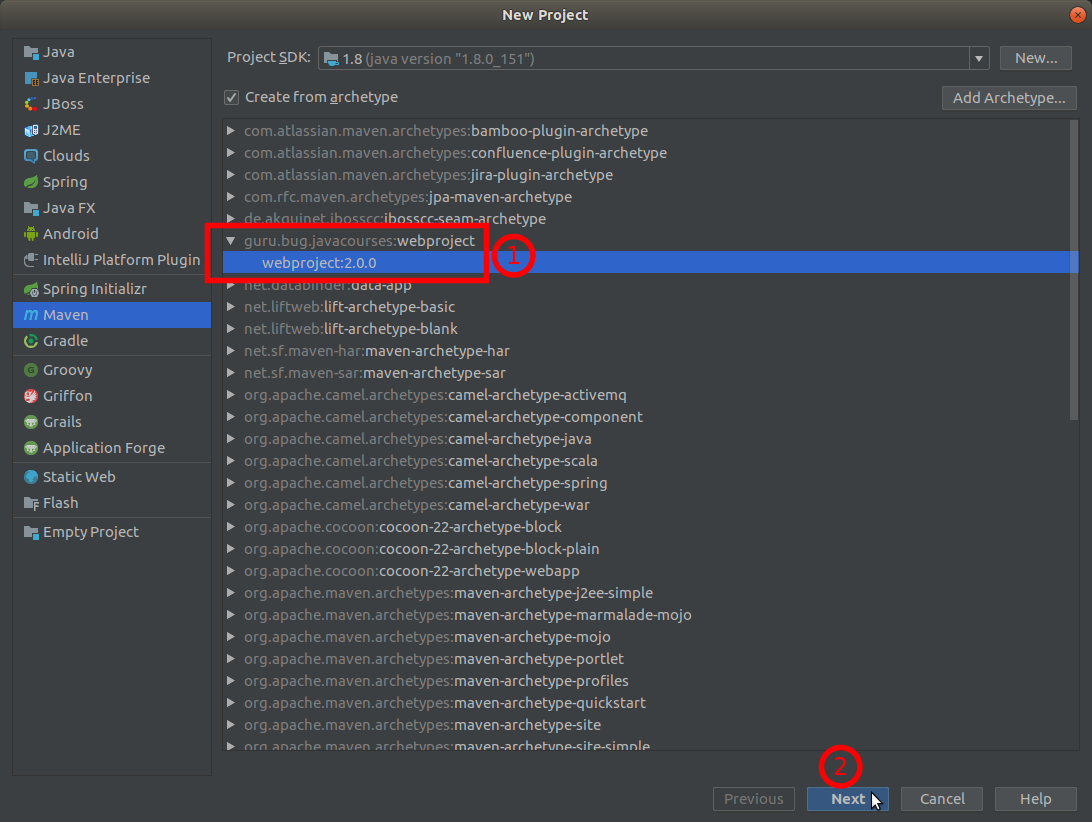 New Project
Java
Java Enterprise
JBoss
J2ME
Clouds
Spring
Java FX
Android
IntelliJ Platform Plugin
Spring Initializr
Maven
Gradle
Groovy
Griffon
Grails
Application Forge
Static Web
Flash
Empty Project
Project SDK: 1.8 (java version "1.8.0_151") New...
Create from archetype Add Archetype...
com.atlassian.maven.archetypes:bamboo-plugin-archetype
com.atlassian.maven.archetypes:confluence-plugin-archetype
com.atlassian.maven.archetypes:jira-plugin-archetype
com.rfc.maven.archetypes:jpa-maven-archetype
de.akquinet.jbosscc:jbosscc-seam-archetype
guru.bug.javacourses:webproject
webproject:2.0.0
1
net.databinder:data-app
net.liftweb:lift-archetype-basic
net.liftweb:lift-archetype-blank
net.sf.maven-har:maven-archetype-har
net.sf.maven-sar:maven-archetype-sar
org.apache.camel.archetypes:camel-archetype-activemq
org.apache.camel.archetypes:camel-archetype-component
org.apache.camel.archetypes:camel-archetype-java
org.apache.camel.archetypes:camel-archetype-scala
org.apache.camel.archetypes:camel-archetype-spring
org.apache.camel.archetypes:camel-archetype-war
org.apache.cocoon:cocoon-22-archetype-block
org.apache.cocoon:cocoon-22-archetype-block-plain
org.apache.cocoon:cocoon-22-archetype-webapp
org.apache.maven.archetypes:maven-archetype-j2ee-simple
org.apache.maven.archetypes:maven-archetype-marmalade-mojo
org.apache.maven.archetypes:maven-archetype-mojo
org.apache.maven.archetypes:maven-archetype-portlet
org.apache.maven.archetypes:maven-archetype-profiles
org.apache.maven.archetypes:maven-archetype-quickstart
org.apache.maven.archetypes:maven-archetype-site
org.apache.maven.archetypes:maven-archetype-site-simple
2
Previous Next Cancel Help